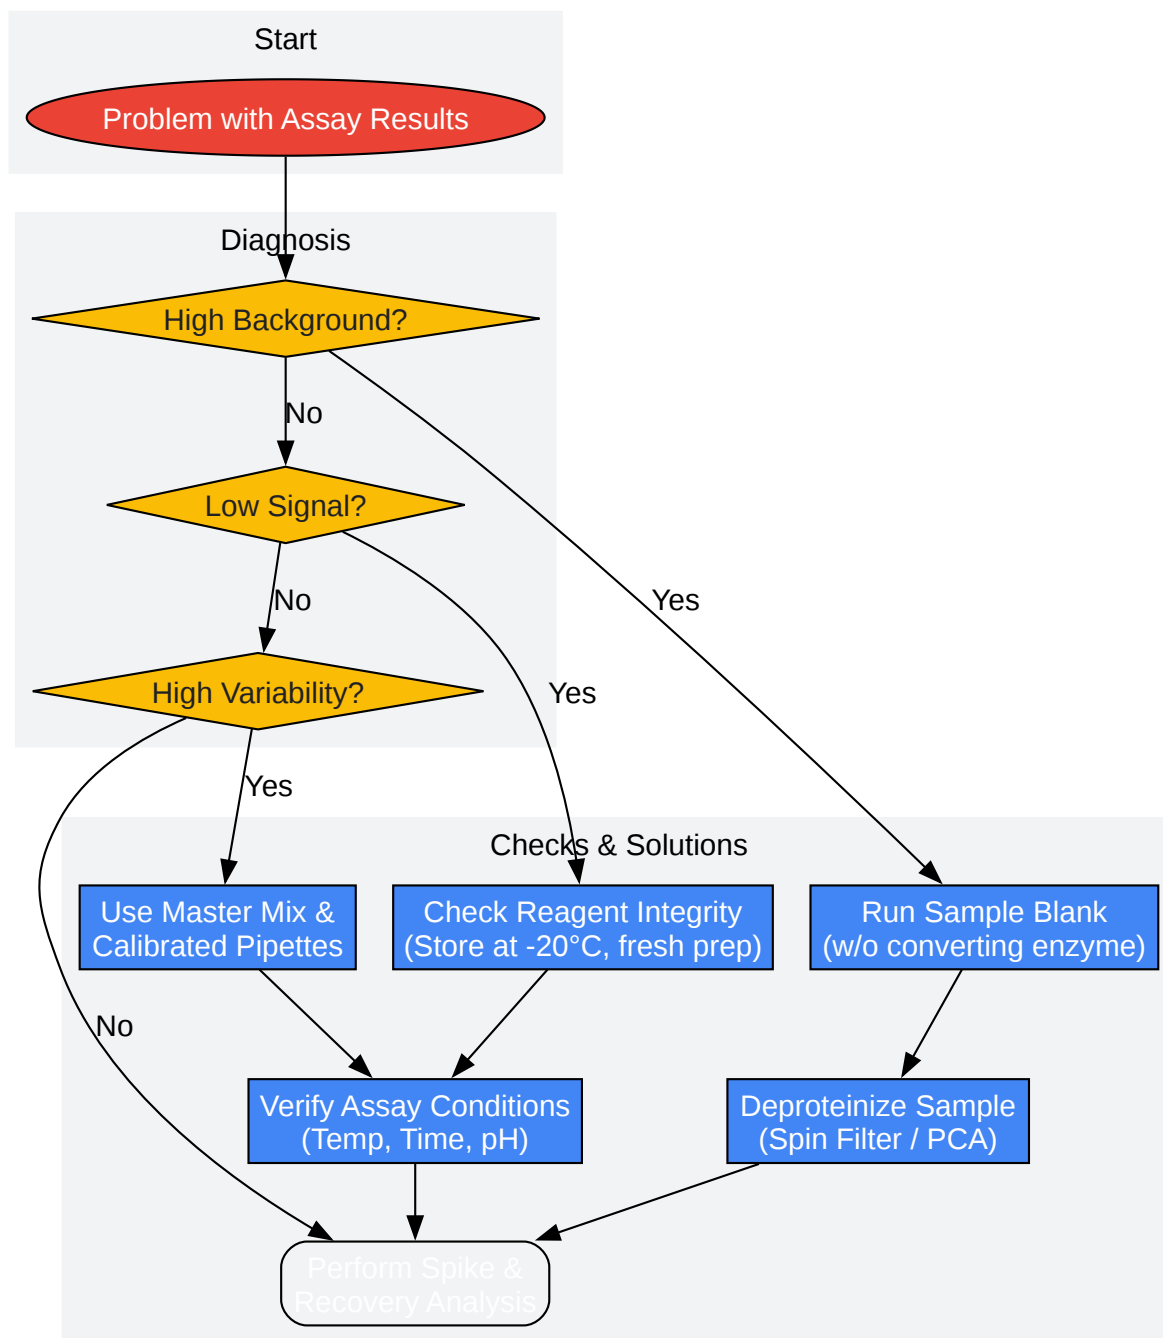 Start
Problem with Assay Results
Diagnosis
High Background?
No
Low Signal?
No
Yes
High Variability?
Yes
Yes
Checks & Solutions
Use Master Mix &
Calibrated Pipettes
Check Reagent Integrity
(Store at -20°C, fresh prep)
Run Sample Blank
(w/o converting enzyme)
No
Verify Assay Conditions
(Temp, Time, pH)
Deproteinize Sample
(Spin Filter / PCA)
Perform Spike &
Recovery Analysis